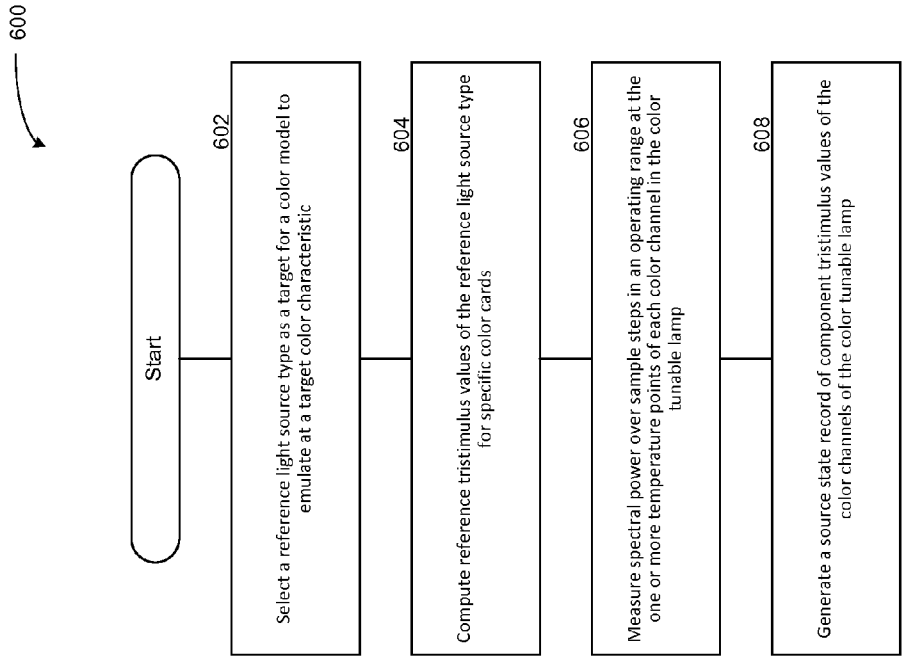 600
Start
602
Select a reference light source type as a target for a color model to
emulate at a target color characteristic
604
Compute reference tristimulus values of the reference light source type
for specific color cards
606
Measure spectral power over sample steps in an operating range at the
one or more temperature points of each color channel in the color
tunable lamp
608
Generate a source state record of component tristimulus values of the
color channels of the color tunable lamp